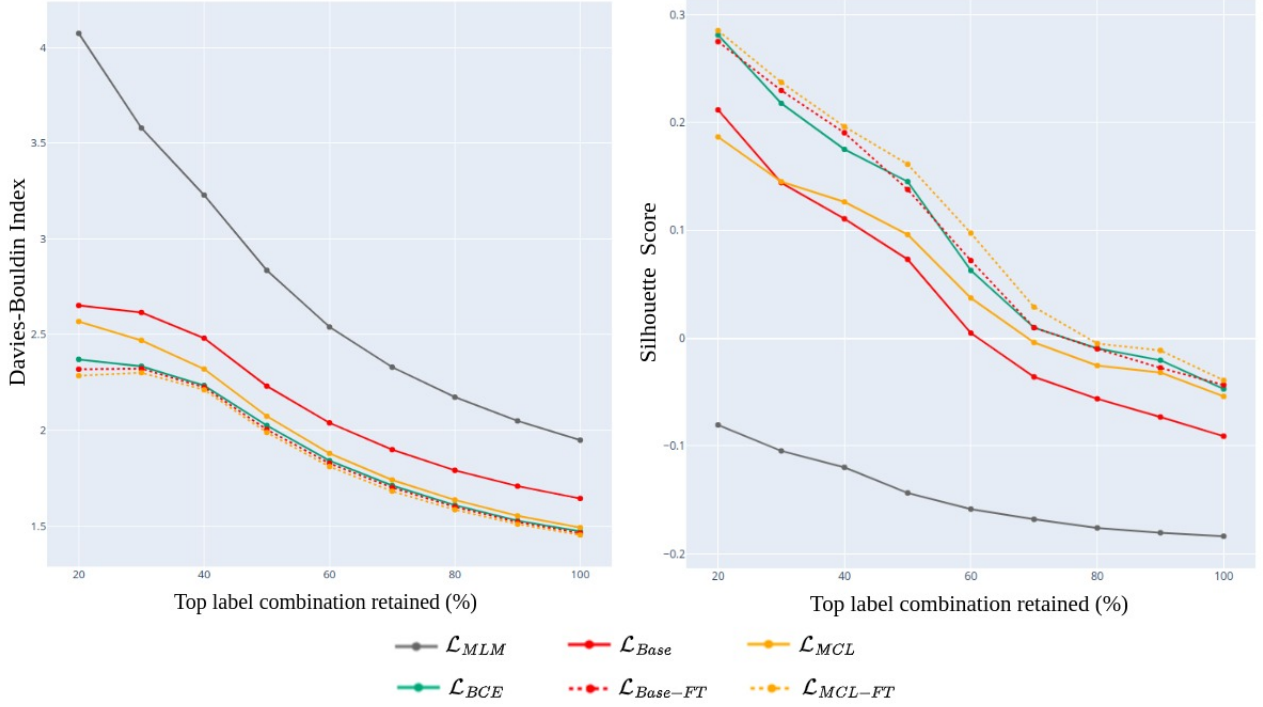 Davies-Bouldin Index
4
3.5
3
2.5
2
1.5
20 40 60 80 100
Top label combination retained (%)
Silhouette Score
0.3
0.2
0.1
0
−0.1
−0.2
20 40 60 80 100
Top label combination retained (%)
ℒMLM ℒBase ℒMCL
ℒBCE ℒBase−FT ℒMCL−FT